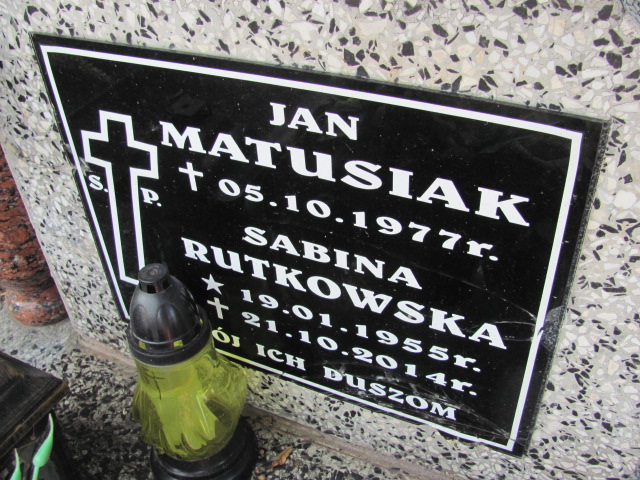 JAN
MATUSIAK
S. P.
† 05.10.1977r.
SABINA
RUTKOWSKA
★ 19.01.1955r.
† 21.10.2014r.
ICH DUSZOM